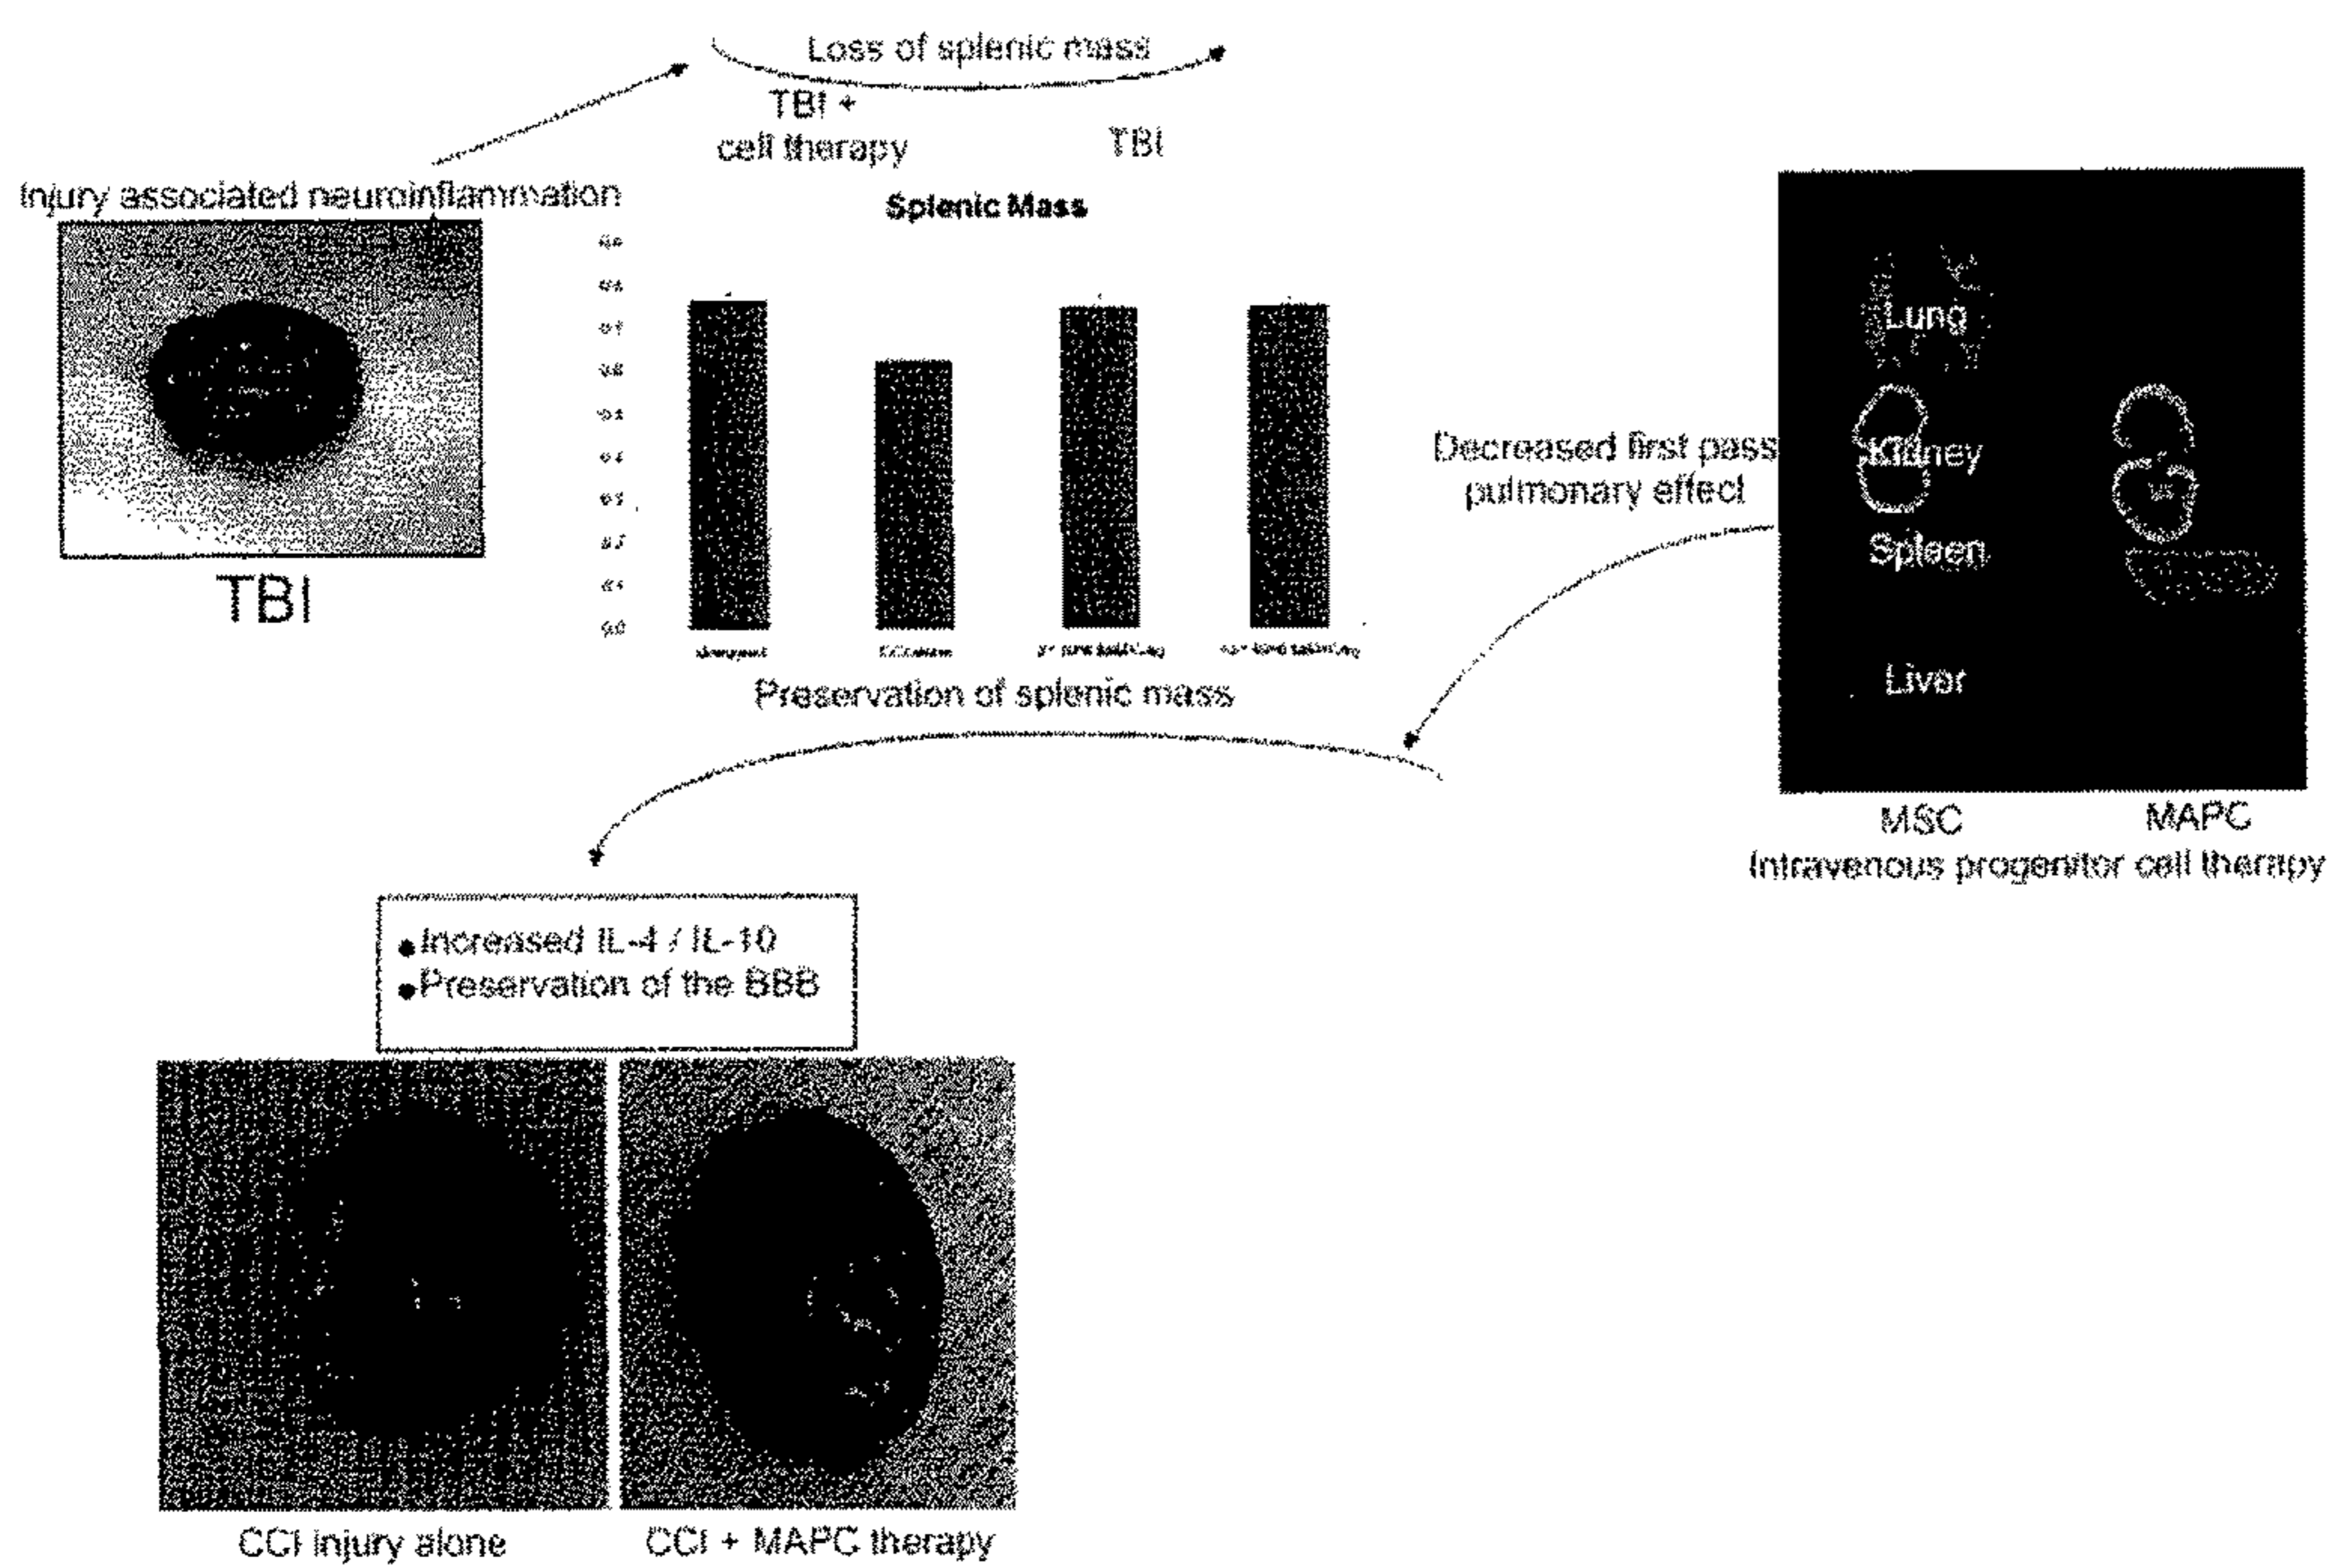 Loss of splenic mass
TBI +
cell therapy
TBI
Injury associated neuroinflammation
TBI
Splenic Mass
0.0
Preservation of splenic mass
Decreased first pass
pulmonary effect
Lung
Kidney
Spleen
Liver
MSC
MAPC
Intravenous progenitor cell therapy
•Increased IL-4 / IL-10
•Preservation of the BBB
CCI injury alone
CCI + MAPC therapy